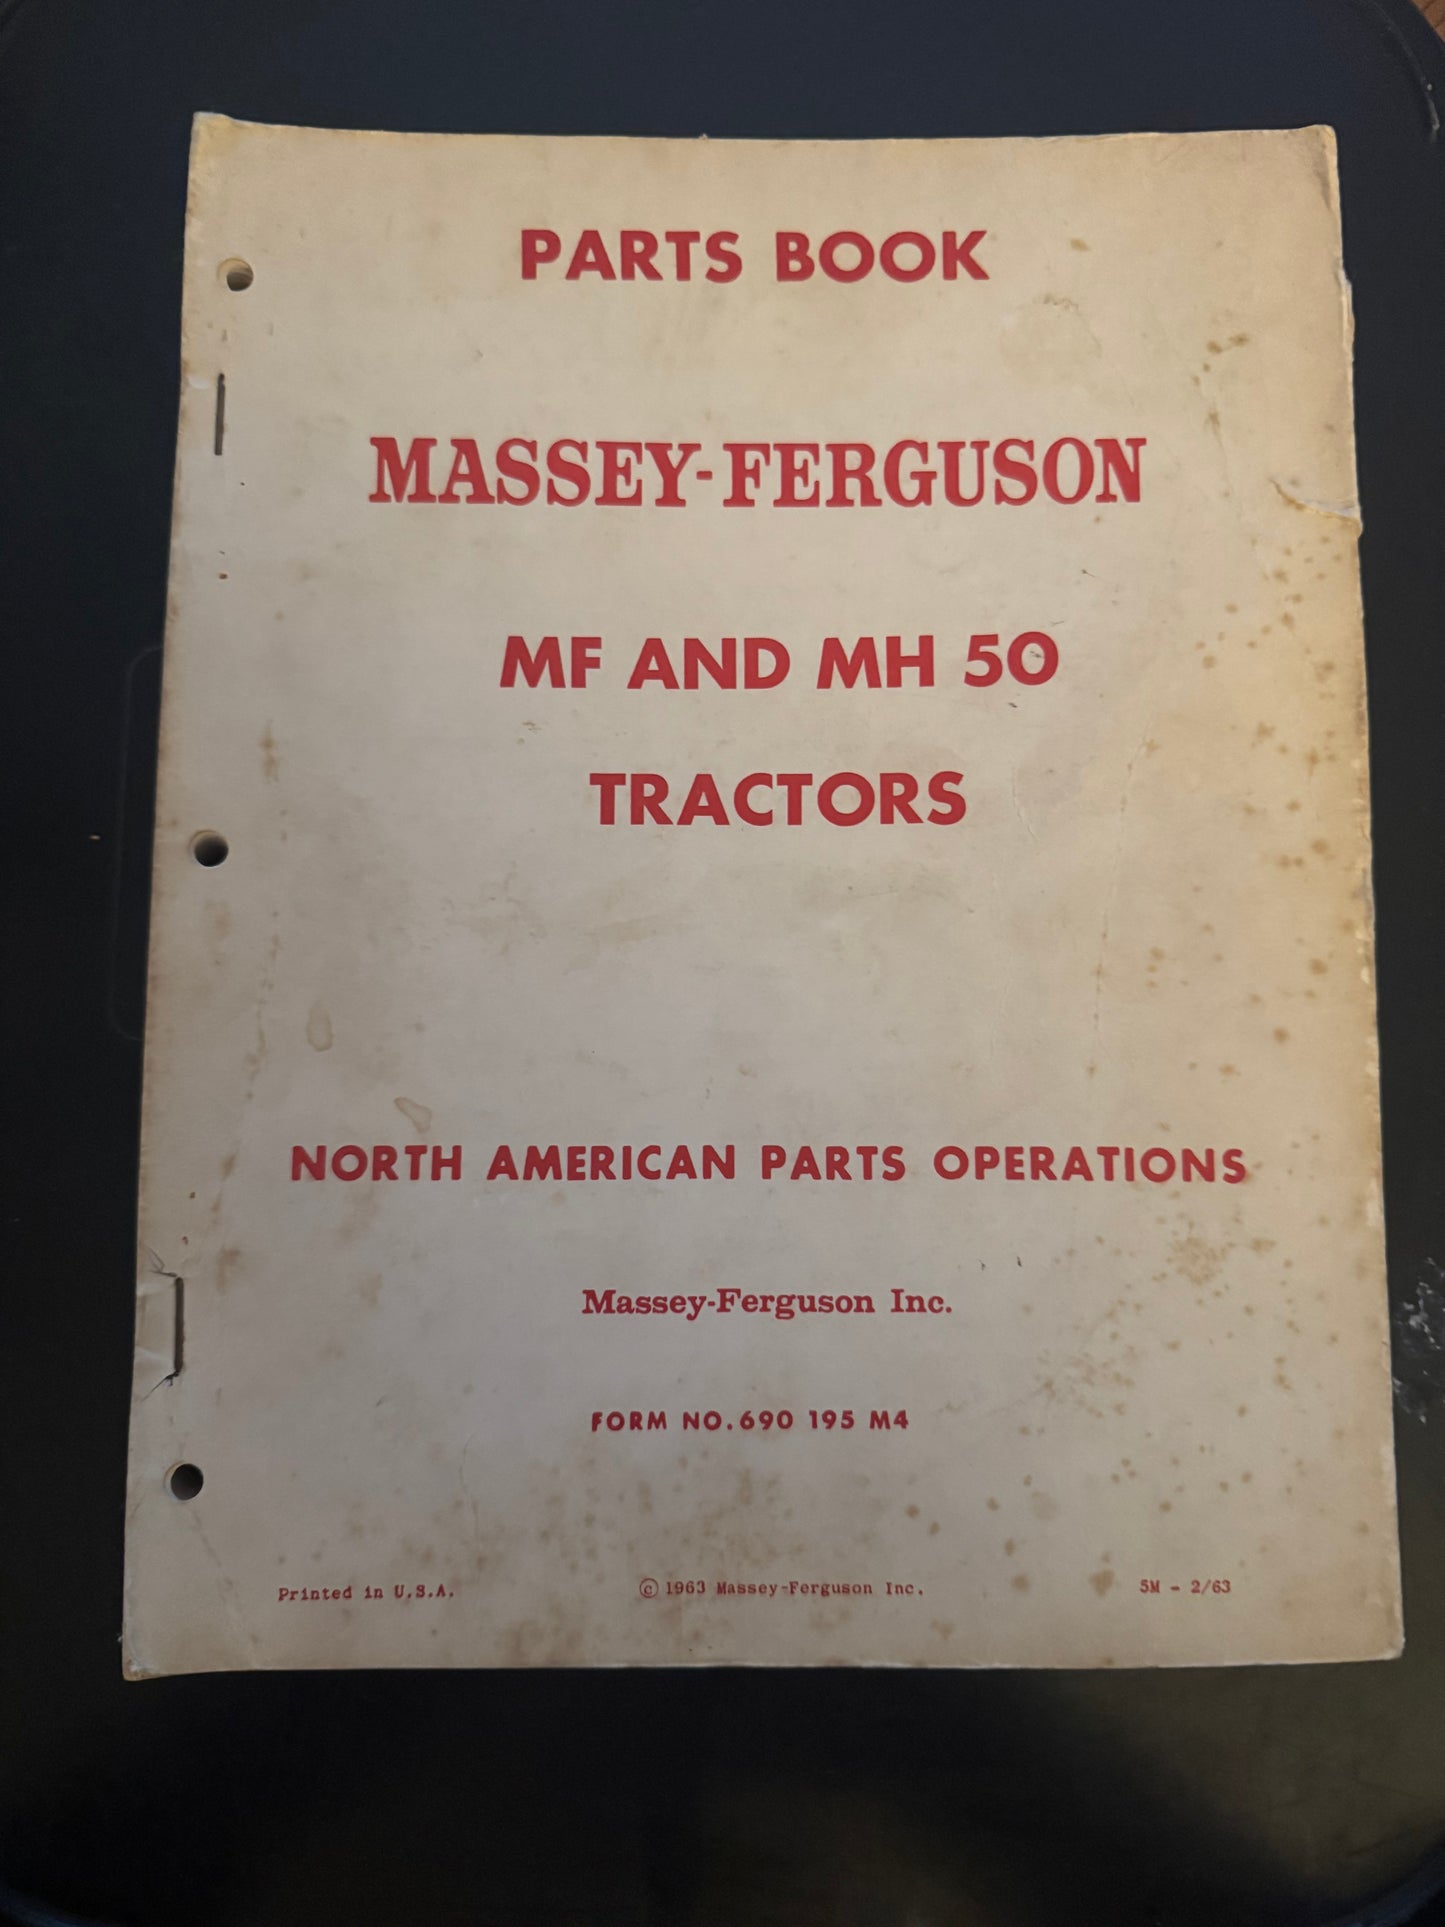 PARTS BOOK
MASSEY-FERGUSON
MF AND MH 50
TRACTORS
NORTH AMERICAN PARTS OPERATIONS
Massey-Ferguson Inc.
FORM NO. 690 195 M4
Printed in U.S.A. © 1963 Massey-Ferguson Inc. 5M - 2/63